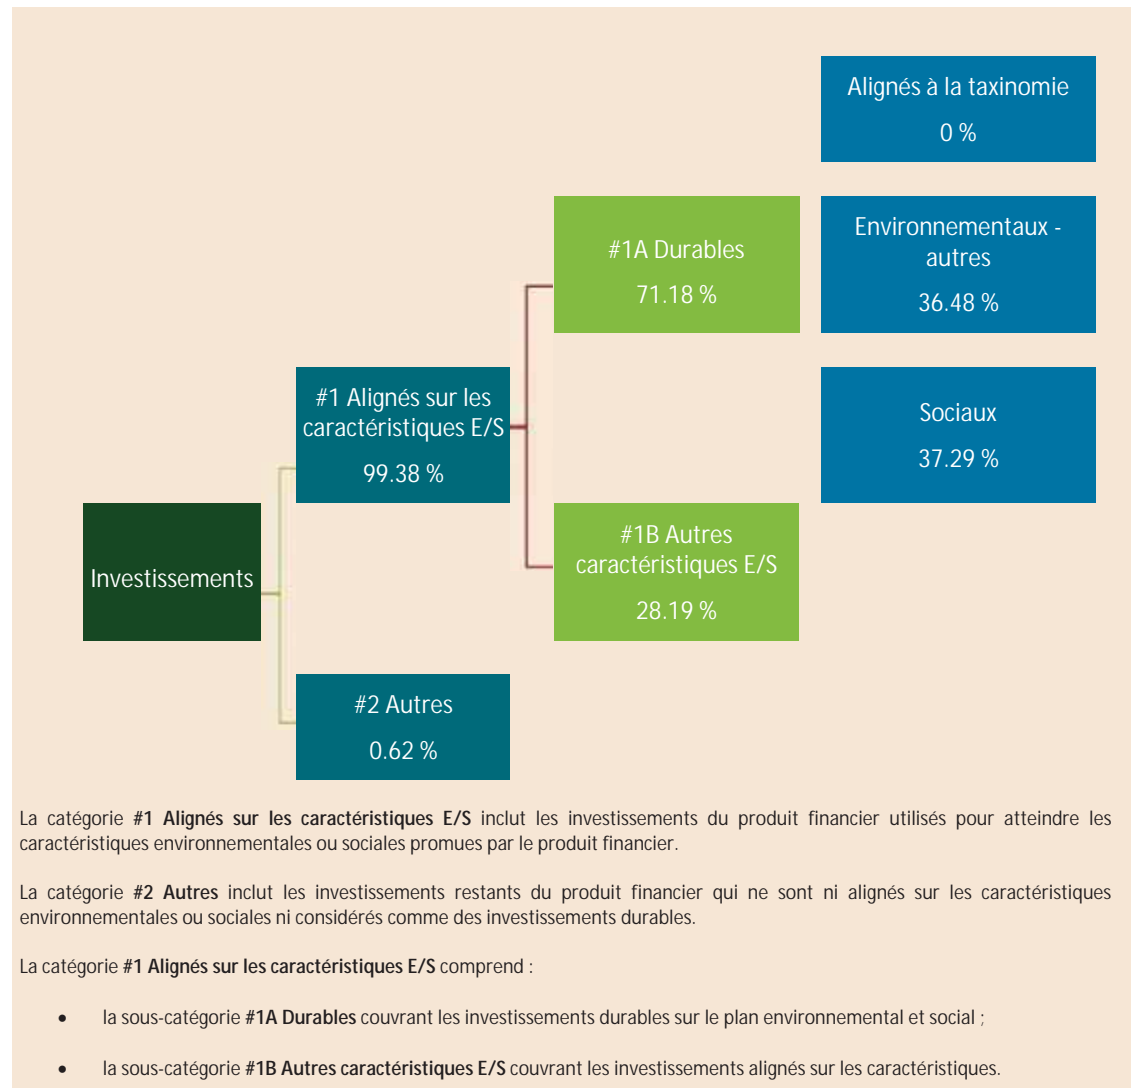 Alignés à la taxinomie
0 %
Environnementaux -
autres
36.48 %
#1A Durables
71.18 %
Sociaux
37.29 %
#1 Alignés sur les
caractéristiques E/S
99.38 %
#1B Autres
caractéristiques E/S
28.19 %
Investissements
#2 Autres
0.62 %
La catégorie #1 Alignés sur les caractéristiques E/S inclut les investissements du produit financier utilisés pour atteindre les
caractéristiques environnementales ou sociales promues par le produit financier.
La catégorie #2 Autres inclut les investissements restants du produit financier qui ne sont ni alignés sur les caractéristiques
environnementales ou sociales ni considérés comme des investissements durables.
La catégorie #1 Alignés sur les caractéristiques E/S comprend :
• la sous-catégorie #1A Durables couvrant les investissements durables sur le plan environnemental et social ;
• la sous-catégorie #1B Autres caractéristiques E/S couvrant les investissements alignés sur les caractéristiques.